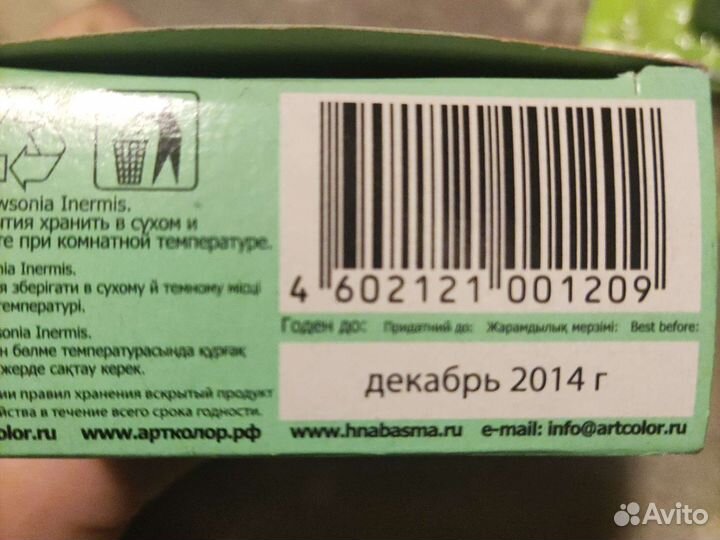 wsonia Inermis.
ытия хранить в сухом и
те при комнатной температуре.
nia Inermis.
я зберігати в сухому й темному місці
температурі.
sonia Inermis.
н бөлме температурасында құрғақ
жерде сақтау керек.
ии правил хранения вскрытый продукт
йства в течение всего срока годности.
olor.ru www.артколор.рф
4 602121 001209
Годен до: Придатний до: Жарамдылық мерзімі: Best before:
декабрь 2014 г
www.hnabasma.ru e-mail: info@artcolor.ru
Avito